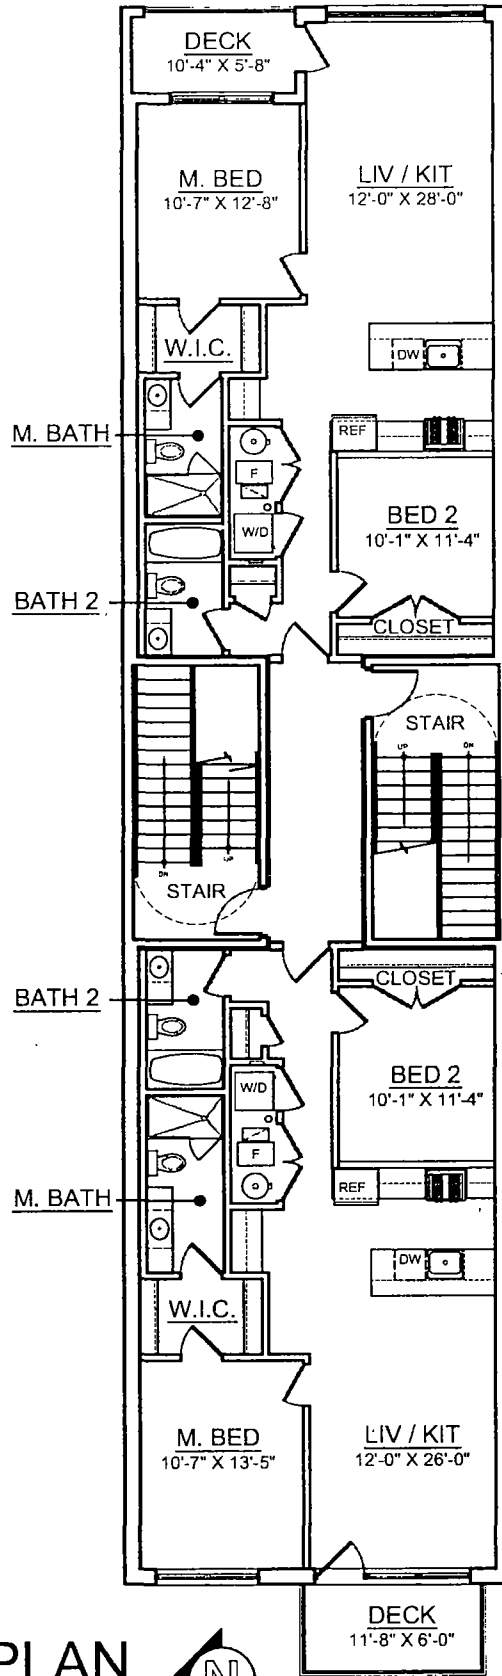 DECK
10'-4" X 5'-8"
M. BED
10'-7" X 12'-8"
LIV / KIT
12'-0" X 28'-0"
W.I.C.
DW
M. BATH
REF
F
BED 2
10'-1" X 11'-4"
W/D
BATH 2
CLOSET
STAIR
UP
DN
DN
UP
STAIR
BATH 2
CLOSET
W/D
BED 2
10'-1" X 11'-4"
F
M. BATH
REF
DW
W.I.C.
M. BED
10'-7" X 13'-5"
LIV / KIT
12'-0" X 26'-0"
DECK
11'-8" X 6'-0"
PLAN
N